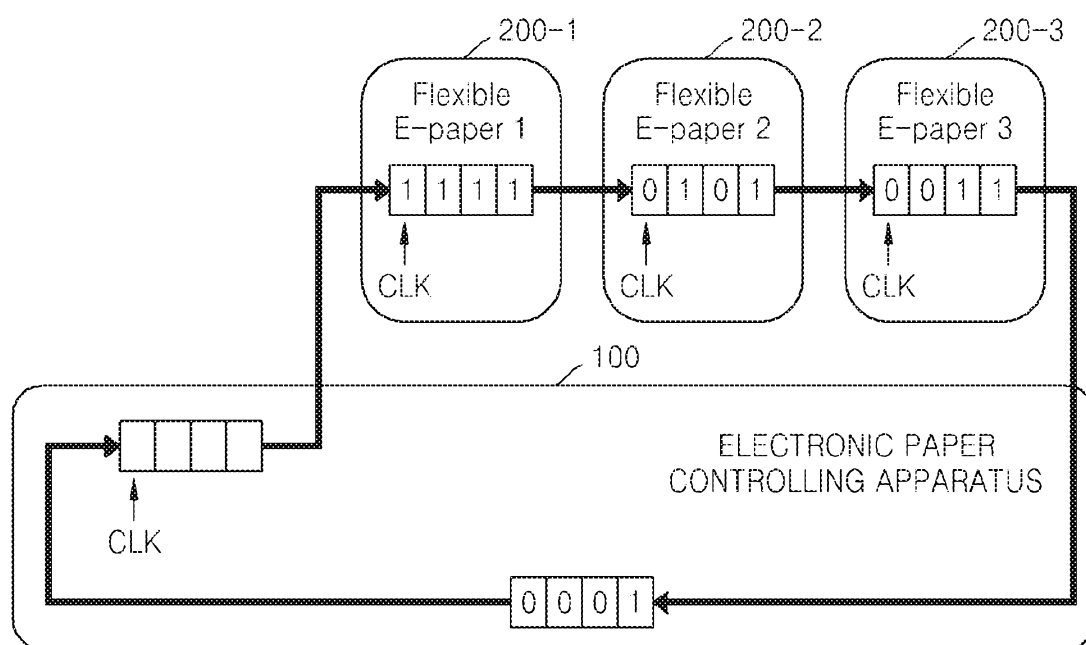 200-1 200-2 200-3
Flexible
E-paper 1
Flexible
E-paper 2
Flexible
E-paper 3
1 1 1 1
0 1 0 1
0 0 1 1
CLK
CLK
CLK
100
ELECTRONIC PAPER
CONTROLLING APPARATUS
CLK
0 0 0 1